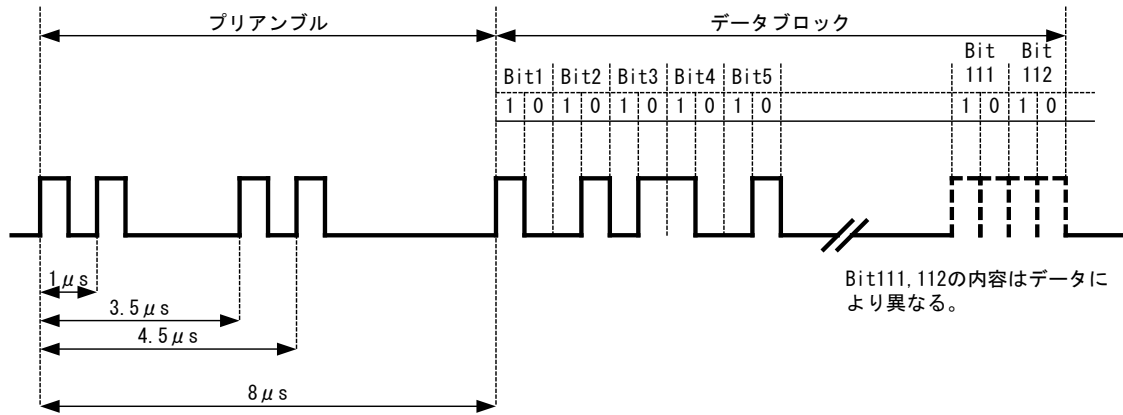 プリアンブル
データブロック
Bit1 Bit2 Bit3 Bit4 Bit5
Bit
111
Bit
112
1 0 1 0 1 0 1 0 1 0
1 0 1 0
1μs
3.5μs
4.5μs
8μs
Bit111,112の内容はデータに
より異なる。